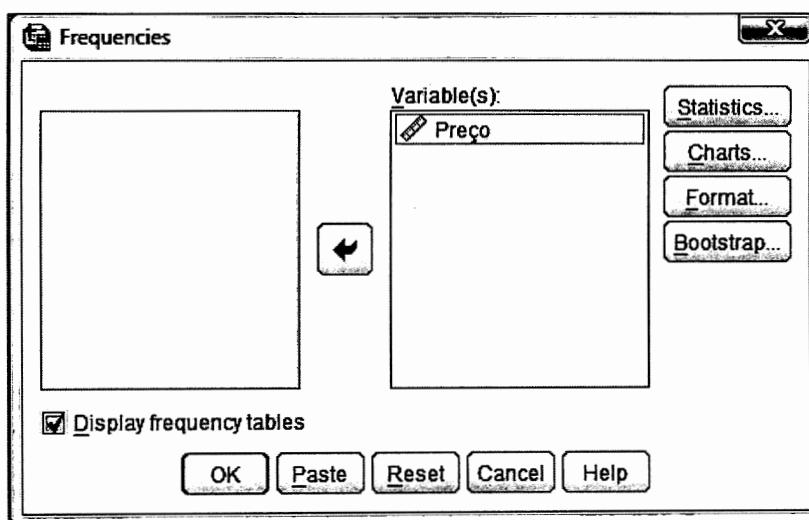 Frequencies
Variable(s):
Preço
Statistics...
Charts...
Format...
Bootstrap...
Display frequency tables
OK Paste Reset Cancel Help